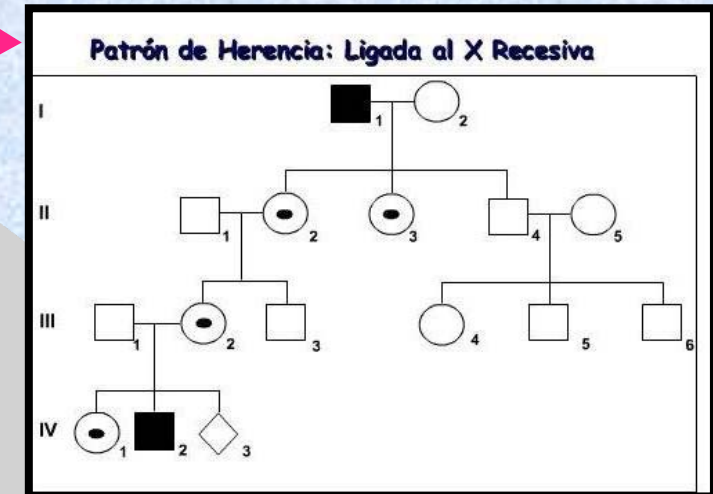 Patrón de Herencia: Ligada al X Recesiva
I
1 2
II
1 2 3 4 5
III
1 2 3 4 5 6
IV
1 2 3